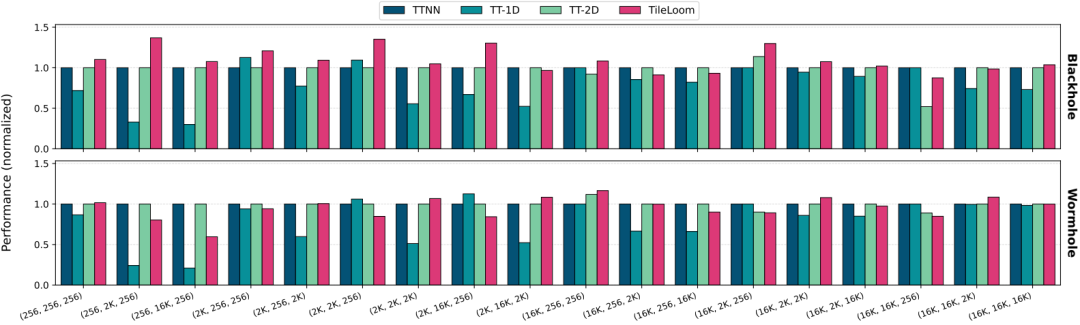 TTNN TT-1D TT-2D TileLoom
Performance (normalized)
1.5
1.0
0.5
0.0
Blackhole
1.5
1.0
0.5
0.0
Wormhole
(256, 256, 256)
(256, 2K, 256)
(256, 16K, 256)
(2K, 256, 256)
(2K, 256, 2K)
(2K, 2K, 256)
(2K, 2K, 2K)
(2K, 16K, 256)
(2K, 16K, 2K)
(16K, 256, 256)
(16K, 256, 2K)
(16K, 256, 16K)
(16K, 2K, 256)
(16K, 2K, 2K)
(16K, 2K, 16K)
(16K, 16K, 256)
(16K, 16K, 2K)
(16K, 16K, 16K)